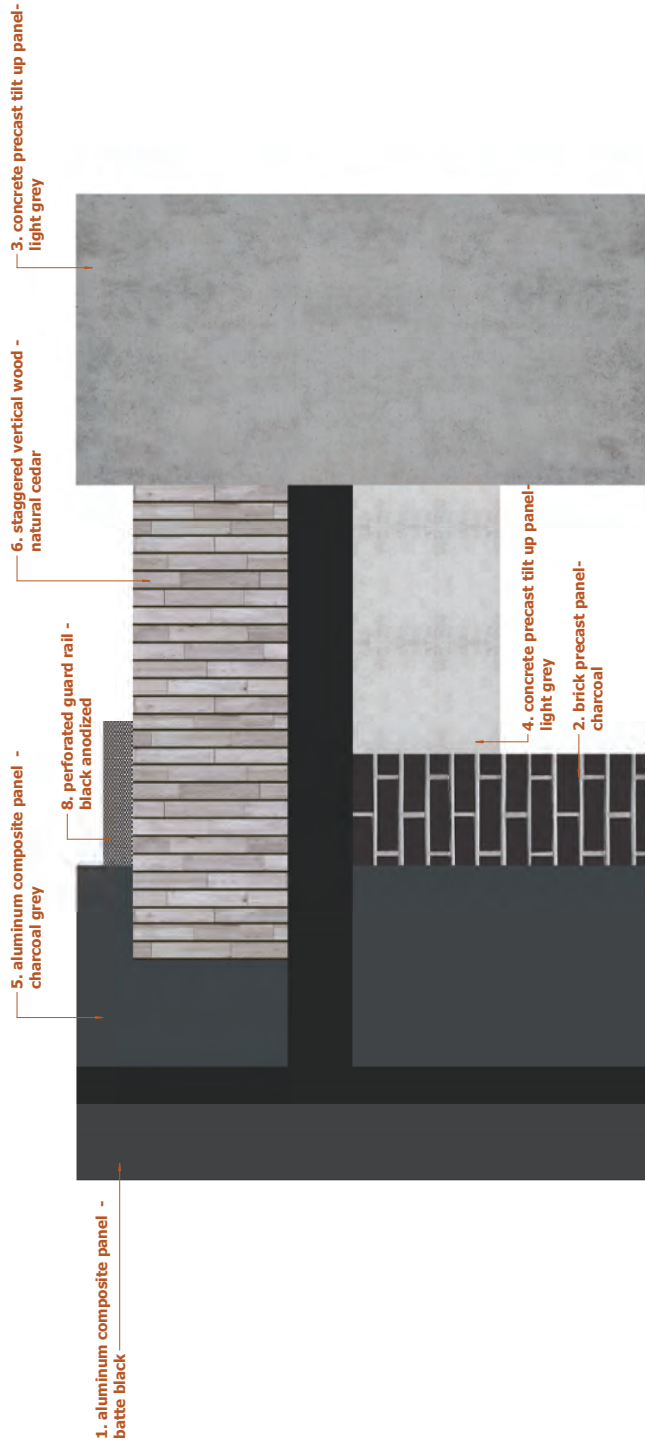 1. aluminum composite panel -
batte black
5. aluminum composite panel -
charcoal grey
8. perforated guard rail -
black anodized
6. staggered vertical wood -
natural cedar
3. concrete precast tilt up panel-
light grey
4. concrete precast tilt up panel-
light grey
2. brick precast panel-
charcoal